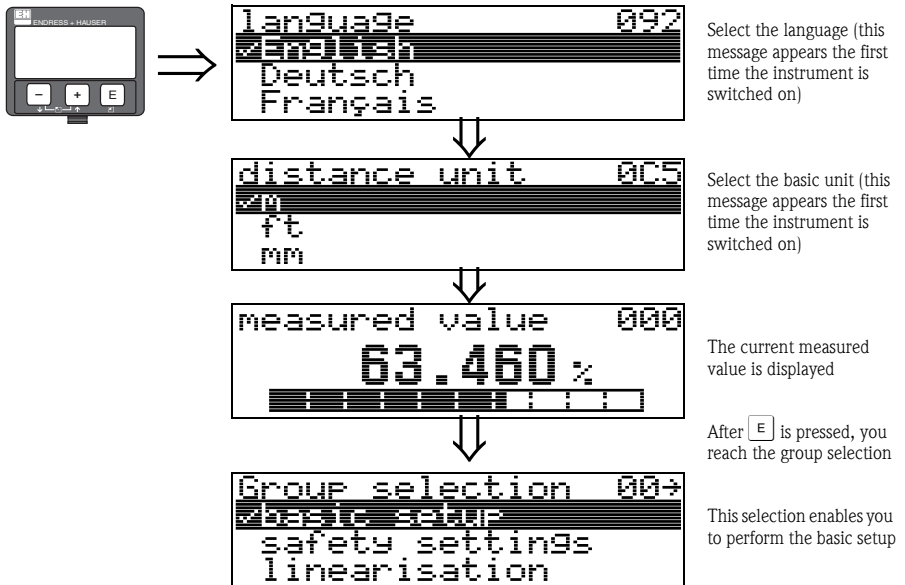 EH ENDRESS + HAUSER
− + E
language 092
✓English
Deutsch
Français
Select the language (this
message appears the first
time the instrument is
switched on)
distance unit 0C5
✓m
ft
mm
Select the basic unit (this
message appears the first
time the instrument is
switched on)
measured value 000
63.460 %
The current measured
value is displayed
After E is pressed, you
reach the group selection
Group selection 00→
✓basic setup
safety settings
linearisation
This selection enables you
to perform the basic setup